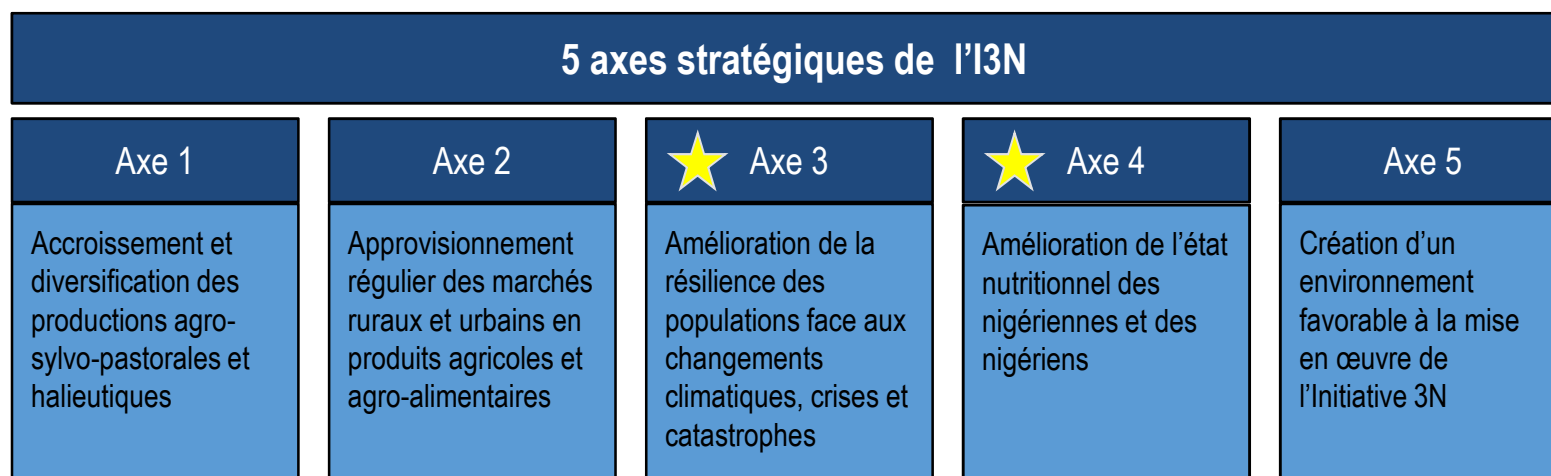 5 axes stratégiques de l'I3N
Axe 1
Accroissement et
diversification des
productions agro-
sylvo-pastorales et
halieutiques
Axe 2
Approvisionnement
régulier des marchés
ruraux et urbains en
produits agricoles et
agro-alimentaires
Axe 3
Amélioration de la
résilience des
populations face aux
changements
climatiques, crises et
catastrophes
Axe 4
Amélioration de l'état
nutritionnel des
nigériennes et des
nigériens
Axe 5
Création d'un
environnement
favorable à la mise
en œuvre de
l'Initiative 3N